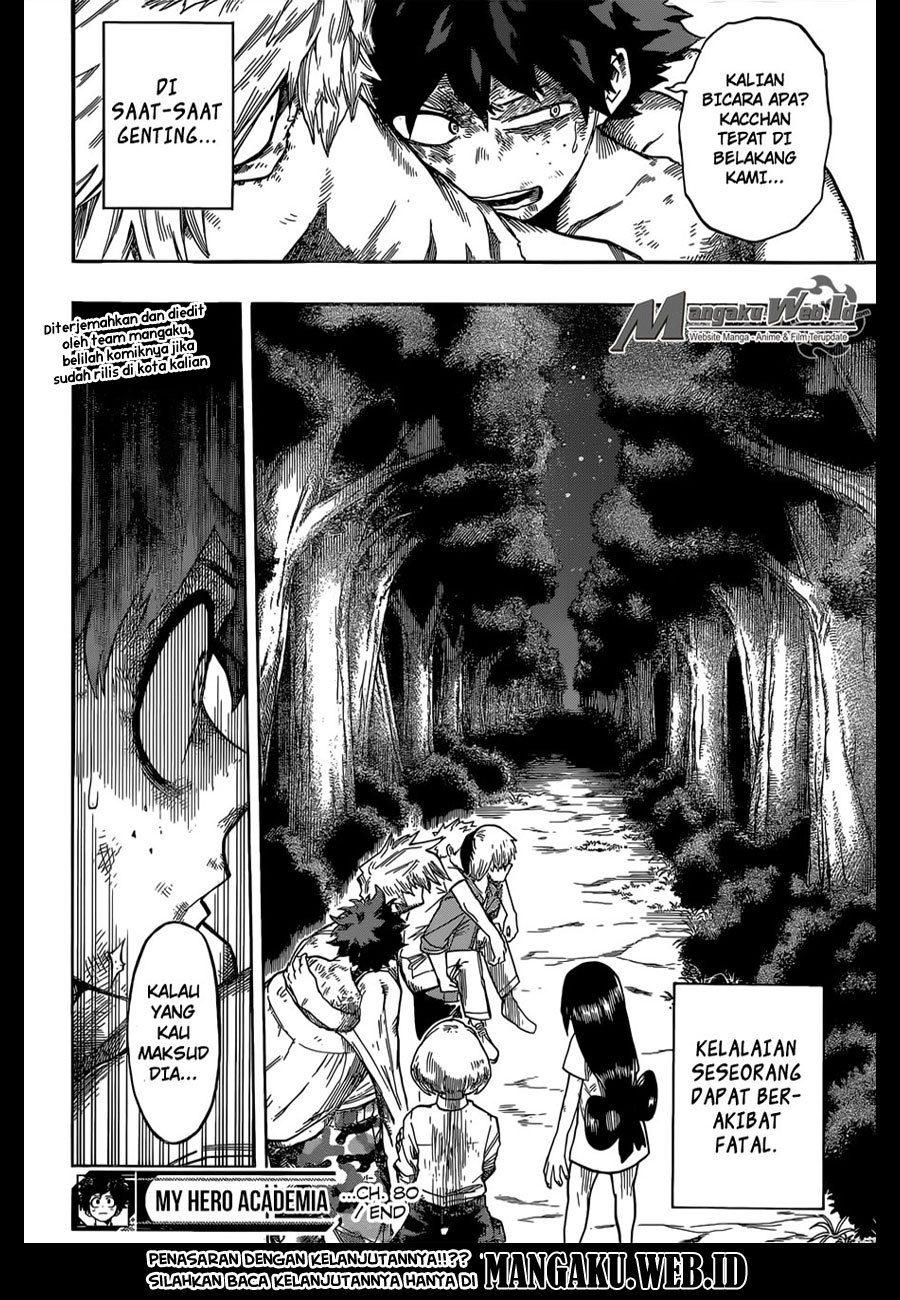 KALIAN
BICARA APA?
KACCHAN
TEPAT DI
BELAKANG
KAMI...
DI
SAAT-SAAT
GENTING...
Mangaku.Web.Id
Website Manga - Anime & Film Terupdate
Diterjemahkan dan diedit
oleh team mangaku,
belilah komiknya jika
sudah rilis di kota kalian
KALAU
YANG
KAU
MAKSUD
DIA...
KELALAIAN
SESEORANG
DAPAT BER-
AKIBAT
FATAL.
MY HERO ACADEMIA
...CH. 80
/ END
PENASARAN DENGAN KELANJUTANNYA!!??
SILAHKAN BACA KELANJUTANNYA HANYA DI MANGAKU.WEB.ID